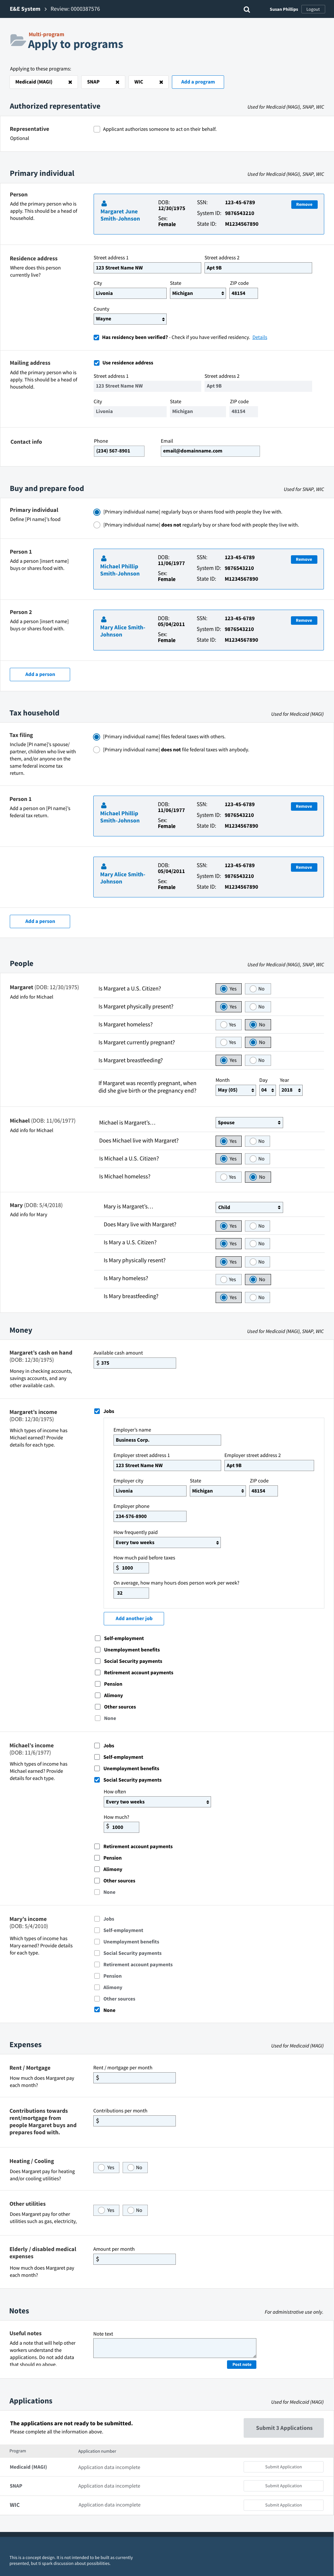 E&E System › Review: 0000387576
Susan Phillips Logout
Multi-program
Apply to programs
Applying to these programs:
Medicaid (MAGI) ✖ SNAP ✖ WIC ✖ Add a program
Authorized representative Used for Medicaid (MAGI), SNAP, WIC
Representative
Optional
Applicant authorizes someone to act on their behalf.
Primary individual Used for Medicaid (MAGI), SNAP, WIC
Person
Add the primary person who is
apply. This should be a head of
household.
Margaret June
Smith-Johnson
DOB:
12/30/1975
Sex:
Female
SSN: 123-45-6789
System ID: 9876543210
State ID: M1234567890
Remove
Residence address
Where does this person
currently live?
Street address 1 Street address 2
123 Street Name NW Apt 9B
City State ZIP code
Livonia Michigan 48154
County
Wayne
Has residency been verified? - Check if you have verified residency. Details
Mailing address
Add the primary person who is
apply. This should be a head of
household.
Use residence address
Street address 1 Street address 2
123 Street Name NW Apt 9B
City State ZIP code
Livonia Michigan 48154
Contact info
Phone Email
(234) 567-8901 email@domainname.com
Buy and prepare food Used for SNAP, WIC
Primary individual
Define [PI name]'s food
[Primary individual name] regularly buys or shares food with people they live with.
[Primary individual name] does not regularly buy or share food with people they live with.
Person 1
Add a person [insert name]
buys or shares food with.
Michael Phillip
Smith-Johnson
DOB:
11/06/1977
Sex:
Female
SSN: 123-45-6789
System ID: 9876543210
State ID: M1234567890
Remove
Person 2
Add a person [insert name]
buys or shares food with.
Mary Alice Smith-
Johnson
DOB:
05/04/2011
Sex:
Female
SSN: 123-45-6789
System ID: 9876543210
State ID: M1234567890
Remove
Add a person
Tax household Used for Medicaid (MAGI)
Tax filing
Include [PI name]'s spouse/
partner, children who live with
them, and/or anyone on the
same federal income tax
return.
[Primary individual name] files federal taxes with others.
[Primary individual name] does not file federal taxes with anybody.
Person 1
Add a person on [PI name]'s
federal tax return.
Michael Phillip
Smith-Johnson
DOB:
11/06/1977
Sex:
Female
SSN: 123-45-6789
System ID: 9876543210
State ID: M1234567890
Remove
Mary Alice Smith-
Johnson
DOB:
05/04/2011
Sex:
Female
SSN: 123-45-6789
System ID: 9876543210
State ID: M1234567890
Remove
Add a person
People Used for Medicaid (MAGI), SNAP, WIC
Margaret (DOB: 12/30/1975)
Add info for Michael
Is Margaret a U.S. Citizen? Yes No
Is Margaret physically present? Yes No
Is Margaret homeless? Yes No
Is Margaret currently pregnant? Yes No
Is Margaret breastfeeding? Yes No
If Margaret was recently pregnant, when
did she give birth or the pregnancy end?
Month Day Year
May (05) 04 2018
Michael (DOB: 11/06/1977)
Add info for Michael
Michael is Margaret's... Spouse
Does Michael live with Margaret? Yes No
Is Michael a U.S. Citizen? Yes No
Is Michael homeless? Yes No
Mary (DOB: 5/4/2018)
Add info for Mary
Mary is Margaret's... Child
Does Mary live with Margaret? Yes No
Is Mary a U.S. Citizen? Yes No
Is Mary physically resent? Yes No
Is Mary homeless? Yes No
Is Mary breastfeeding? Yes No
Money Used for Medicaid (MAGI), SNAP, WIC
Margaret's cash on hand
(DOB: 12/30/1975)
Money in checking accounts,
savings accounts, and any
other available cash.
Available cash amount
$ 375
Margaret's income
(DOB: 12/30/1975)
Which types of income has
Michael earned? Provide
details for each type.
Jobs
Employer's name
Business Corp.
Employer street address 1 Employer street address 2
123 Street Name NW Apt 9B
Employer city State ZIP code
Livonia Michigan 48154
Employer phone
234-576-8900
How frequently paid
Every two weeks
How much paid before taxes
$ 1000
On average, how many hours does person work per week?
32
Add another job
Self-employment
Unemployment benefits
Social Security payments
Retirement account payments
Pension
Alimony
Other sources
None
Michael's income
(DOB: 11/6/1977)
Which types of income has
Michael earned? Provide
details for each type.
Jobs
Self-employment
Unemployment benefits
Social Security payments
How often
Every two weeks
How much?
$ 1000
Retirement account payments
Pension
Alimony
Other sources
None
Mary's income
(DOB: 5/4/2010)
Which types of income has
Mary earned? Provide details
for each type.
Jobs
Self-employment
Unemployment benefits
Social Security payments
Retirement account payments
Pension
Alimony
Other sources
None
Expenses Used for Medicaid (MAGI)
Rent / Mortgage
How much does Margaret pay
each month?
Rent / mortgage per month
$
Contributions towards
rent/mortgage from
people Margaret buys and
prepares food with.
Contributions per month
$
Heating / Cooling
Does Margaret pay for heating
and/or cooling utilities?
Yes No
Other utilities
Does Margaret pay for other
utilities such as gas, electricity,
Yes No
Elderly / disabled medical
expenses
How much does Margaret pay
each month?
Amount per month
$
Notes For administrative use only.
Useful notes
Add a note that will help other
workers understand the
applications. Do not add data
that should go above.
Note text
Post note
Applications Used for Medicaid (MAGI)
The applications are not ready to be submitted.
Please complete all the information above.
Submit 3 Applications
Program Application number
Medicaid (MAGI) Application data incomplete Submit Application
SNAP Application data incomplete Submit Application
WIC Application data incomplete Submit Application
This is a concept design. It is not intended to be built as currently
presented, but it spark discussion about possibilities.